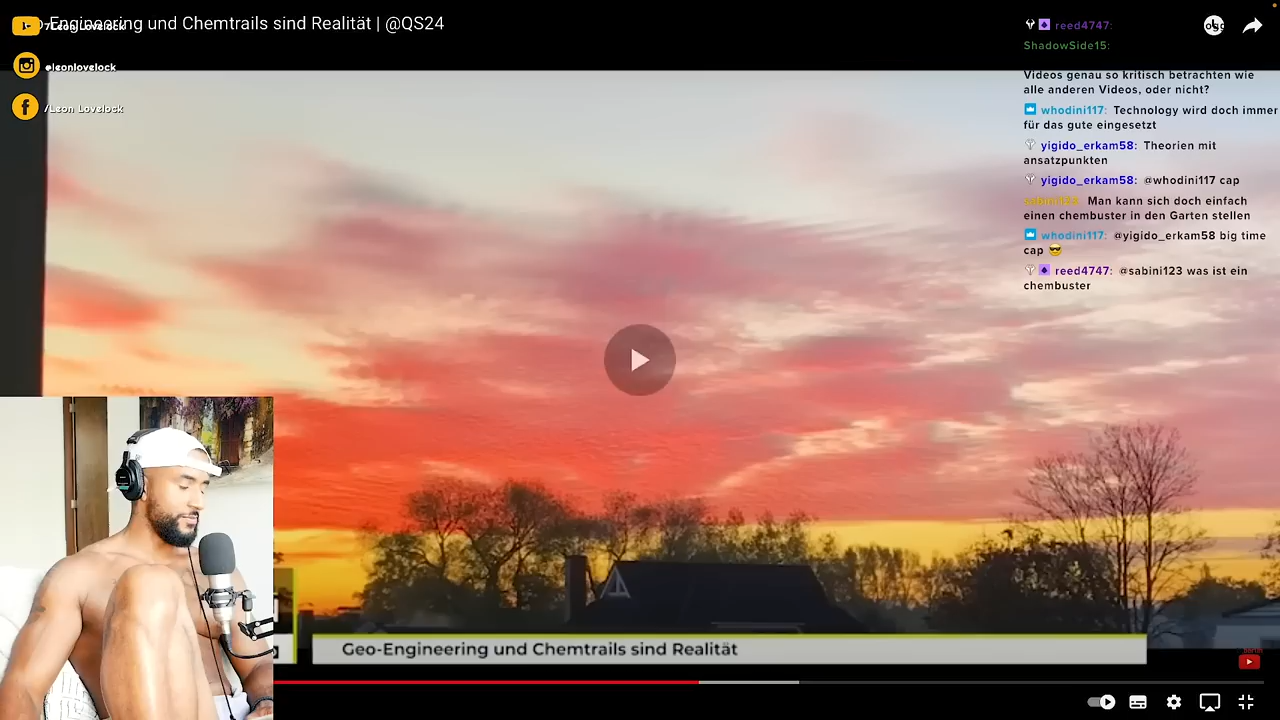 Engineering und Chemtrails sind Realität | @QS24
/Leon Lovelock
@leonlovelock
/Leon Lovelock
reed4747:
ShadowSide15:
Videos genau so kritisch betrachten wie
alle anderen Videos, oder nicht?
whodini117: Technology wird doch immer
für das gute eingesetzt
yigido_erkam58: Theorien mit
ansatzpunkten
yigido_erkam58: @whodini117 cap
sabini123: Man kann sich doch einfach
einen chembuster in den Garten stellen
whodini117: @yigido_erkam58 big time
cap 😎
reed4747: @sabini123 was ist ein
chembuster
Geo-Engineering und Chemtrails sind Realität